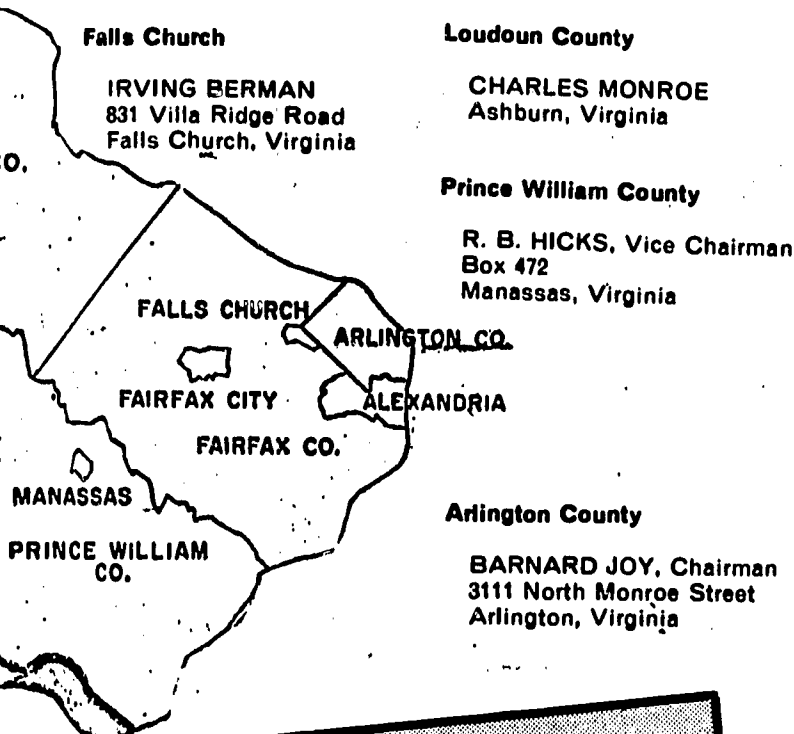 Falls Church
IRVING BERMAN
831 Villa Ridge Road
Falls Church, Virginia
Loudoun County
CHARLES MONROE
Ashburn, Virginia
Prince William County
R. B. HICKS, Vice Chairman
Box 472
Manassas, Virginia
CO.
FALLS CHURCH
ARLINGTON CO.
FAIRFAX CITY
ALEXANDRIA
FAIRFAX CO.
MANASSAS
PRINCE WILLIAM
CO.
Arlington County
BARNARD JOY, Chairman
3111 North Monroe Street
Arlington, Virginia